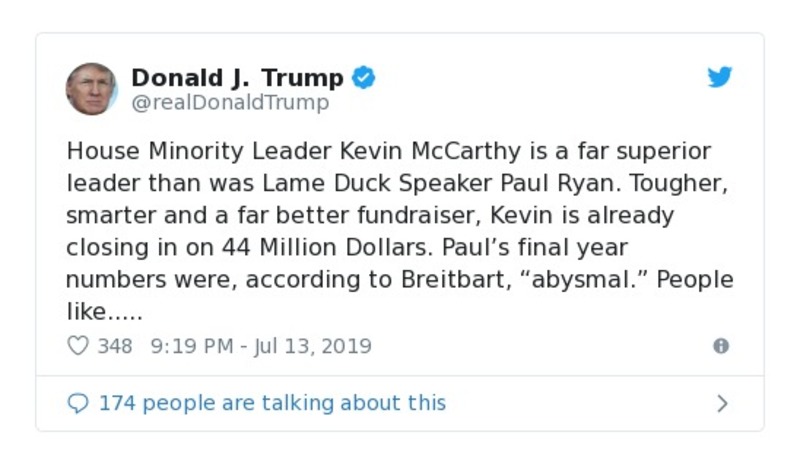 Donald J. Trump
@realDonaldTrump
House Minority Leader Kevin McCarthy is a far superior
leader than was Lame Duck Speaker Paul Ryan. Tougher,
smarter and a far better fundraiser, Kevin is already
closing in on 44 Million Dollars. Paul’s final year
numbers were, according to Breitbart, “abysmal.” People
like.....
348 9:19 PM - Jul 13, 2019
174 people are talking about this